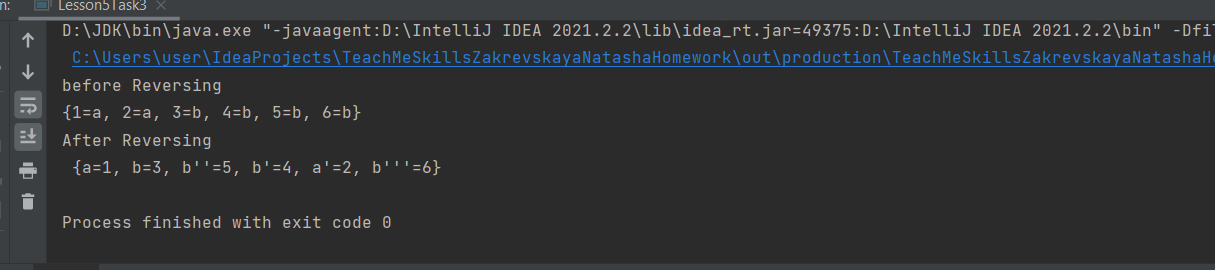 n: Lesson5Task3
D:\JDK\bin\java.exe "-javaagent:D:\IntelliJ IDEA 2021.2.2\lib\idea_rt.jar=49375:D:\IntelliJ IDEA 2021.2.2\bin" -Dfil
C:\Users\user\IdeaProjects\TeachMeSkillsZakrevskayaNatashaHomework\out\production\TeachMeSkillsZakrevskayaNatashaHo
before Reversing
{1=a, 2=a, 3=b, 4=b, 5=b, 6=b}
After Reversing
{a=1, b=3, b''=5, b'=4, a'=2, b'''=6}
Process finished with exit code 0